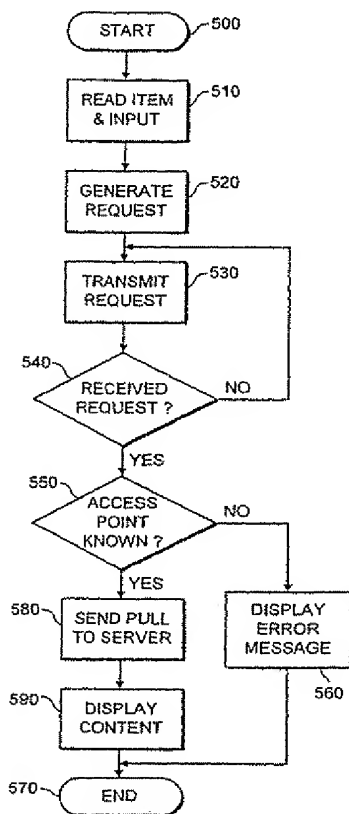 START
500
READ ITEM
& INPUT
510
GENERATE
REQUEST
520
TRANSMIT
REQUEST
530
540
RECEIVED
REQUEST ?
NO
YES
550
ACCESS
POINT
KNOWN ?
NO
YES
580
SEND PULL
TO SERVER
DISPLAY
ERROR
MESSAGE
560
590
DISPLAY
CONTENT
570
END